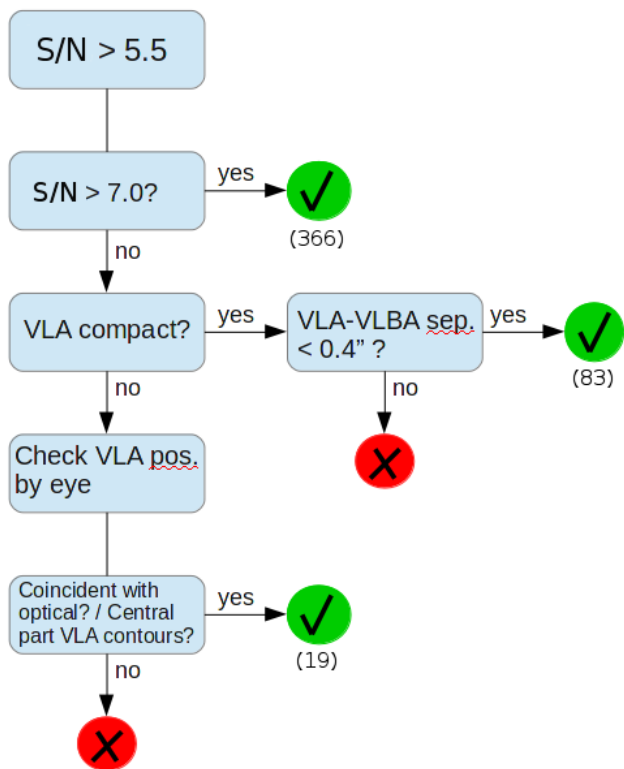 S/N > 5.5
S/N > 7.0?
yes
(366)
no
VLA compact?
yes
VLA-VLBA sep.
< 0.4” ?
yes
(83)
no
no
Check VLA pos.
by eye
Coincident with
optical? / Central
part VLA contours?
yes
(19)
no